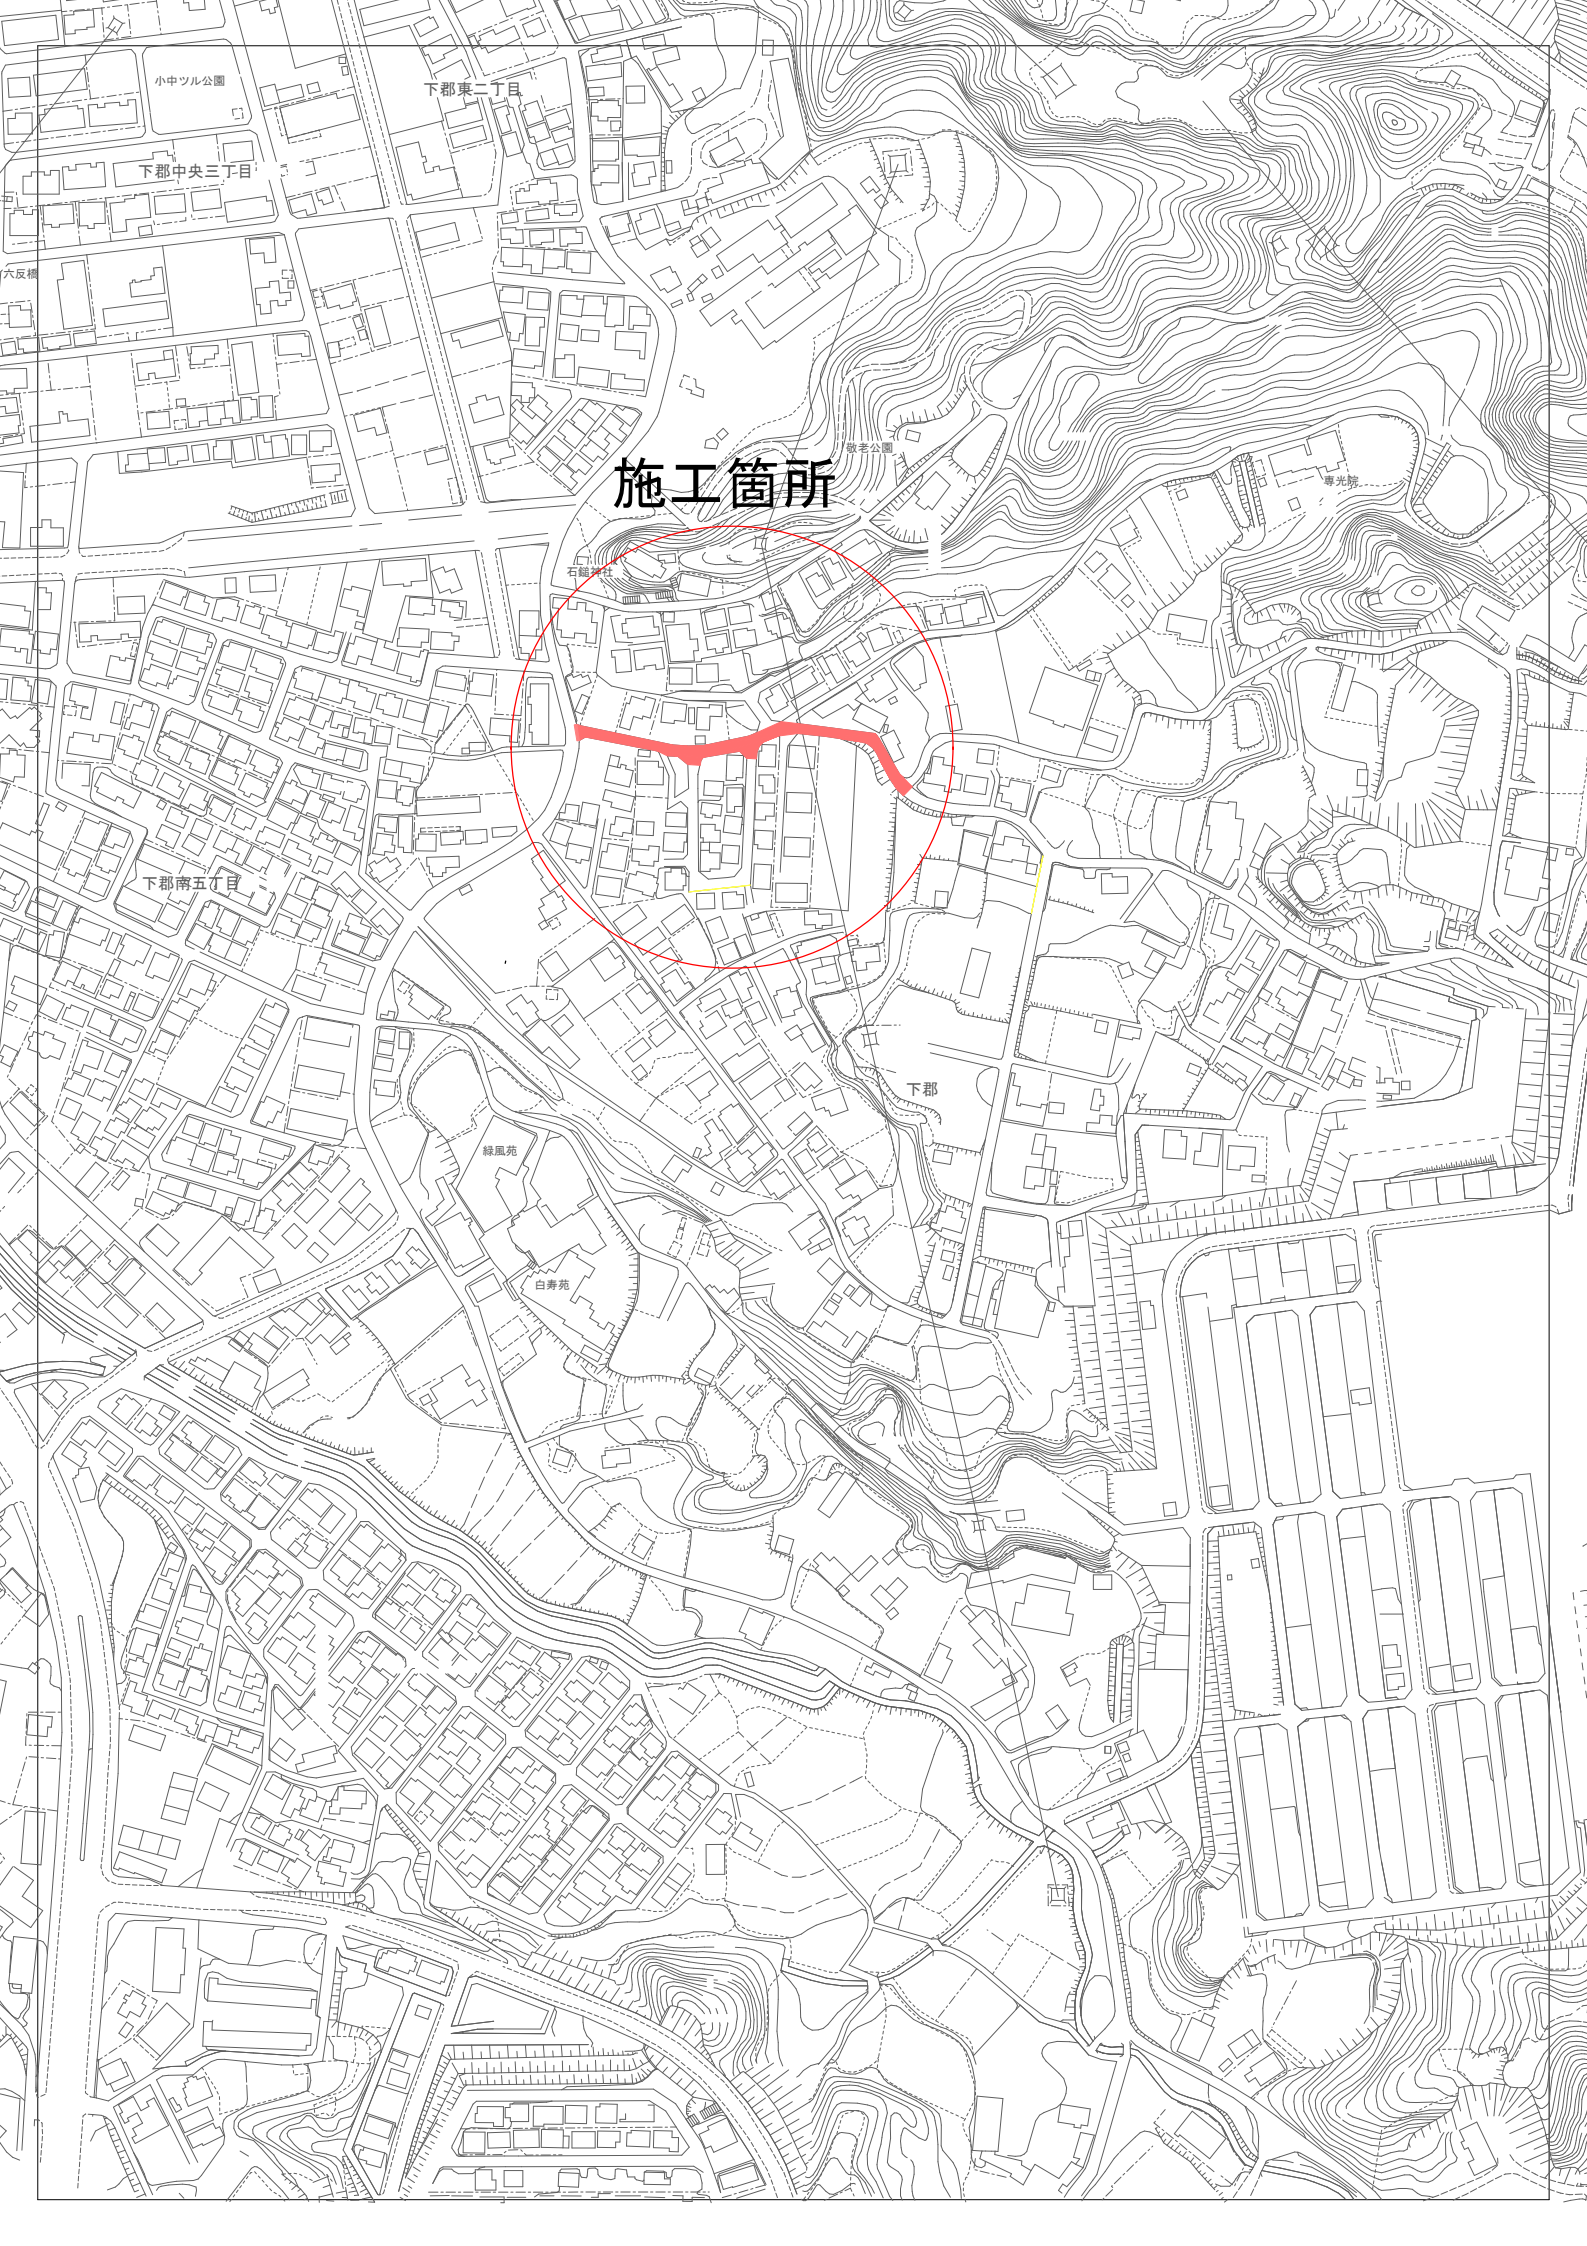 小中ツル公園
下郡東二丁目
下郡中央三丁目
六反橋
敬老公園
施工箇所
専光院
石鎚神社
下郡南五丁目
下郡
緑風苑
白寿苑